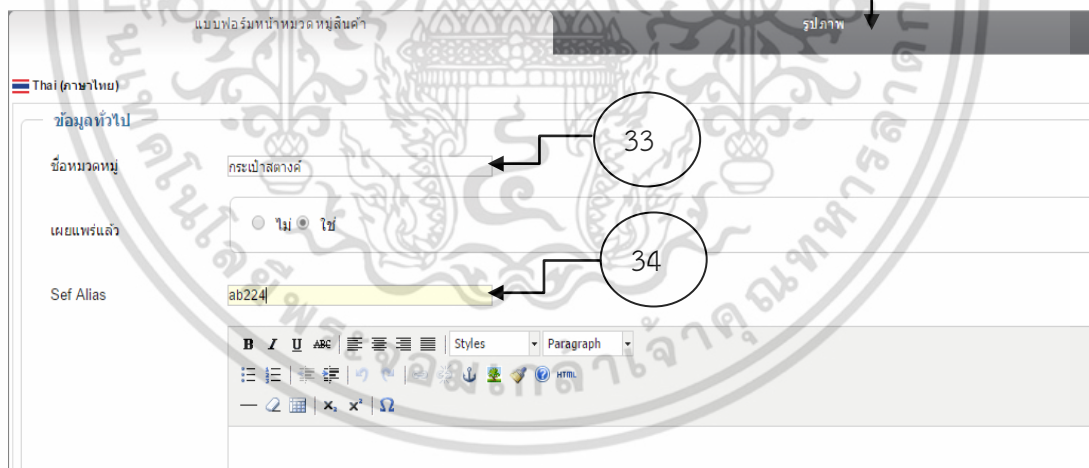 แบบฟอร์มหน้าหมวดหมู่สินค้า รูปภาพ
Thai (ภาษาไทย)
ข้อมูลทั่วไป
33
ชื่อหมวดหมู่ กระเป๋าสตางค์
เผยแพร่แล้ว ไม่ ใช่
34
Sef Alias ab224
B I U ABC Styles Paragraph
HTML
X₂ X² Ω